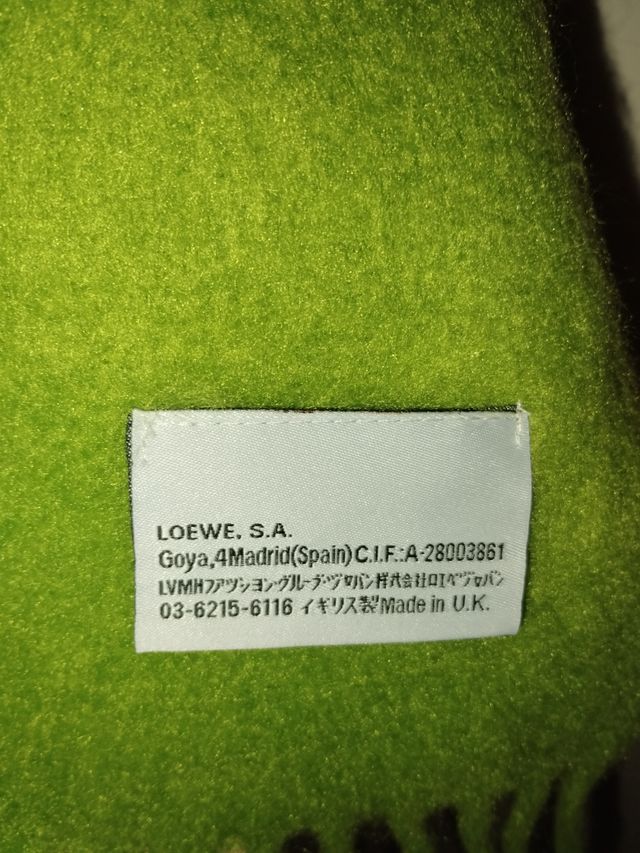 LOEWE, S.A.
Goya,4Madrid(Spain)C.I.F.:A-28003861
LVMHファツシヨン・グループ・ジャパン株式会社ロエベジャパン
03-6215-6116 イギリス製Made in U.K.